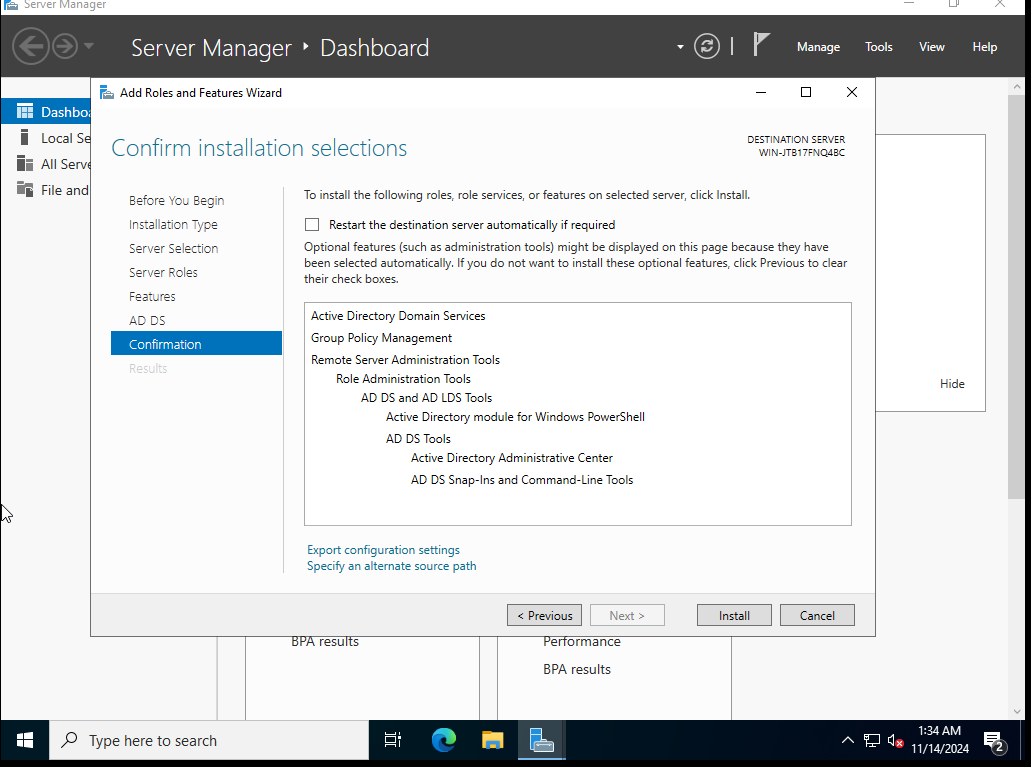 Server Manager
Server Manager ‣ Dashboard
Manage Tools View Help
Add Roles and Features Wizard
Dashbo
Local Se
All Serve
File and
Confirm installation selections
DESTINATION SERVER
WIN-JTB17FNQ4BC
Before You Begin
Installation Type
Server Selection
Server Roles
Features
AD DS
Confirmation
Results
To install the following roles, role services, or features on selected server, click Install.
Restart the destination server automatically if required
Optional features (such as administration tools) might be displayed on this page because they have
been selected automatically. If you do not want to install these optional features, click Previous to clear
their check boxes.
Active Directory Domain Services
Group Policy Management
Remote Server Administration Tools
Role Administration Tools
AD DS and AD LDS Tools
Active Directory module for Windows PowerShell
AD DS Tools
Active Directory Administrative Center
AD DS Snap-Ins and Command-Line Tools
Hide
Export configuration settings
Specify an alternate source path
< Previous Next > Install Cancel
BPA results
Performance
BPA results
Type here to search
1:34 AM
11/14/2024
2